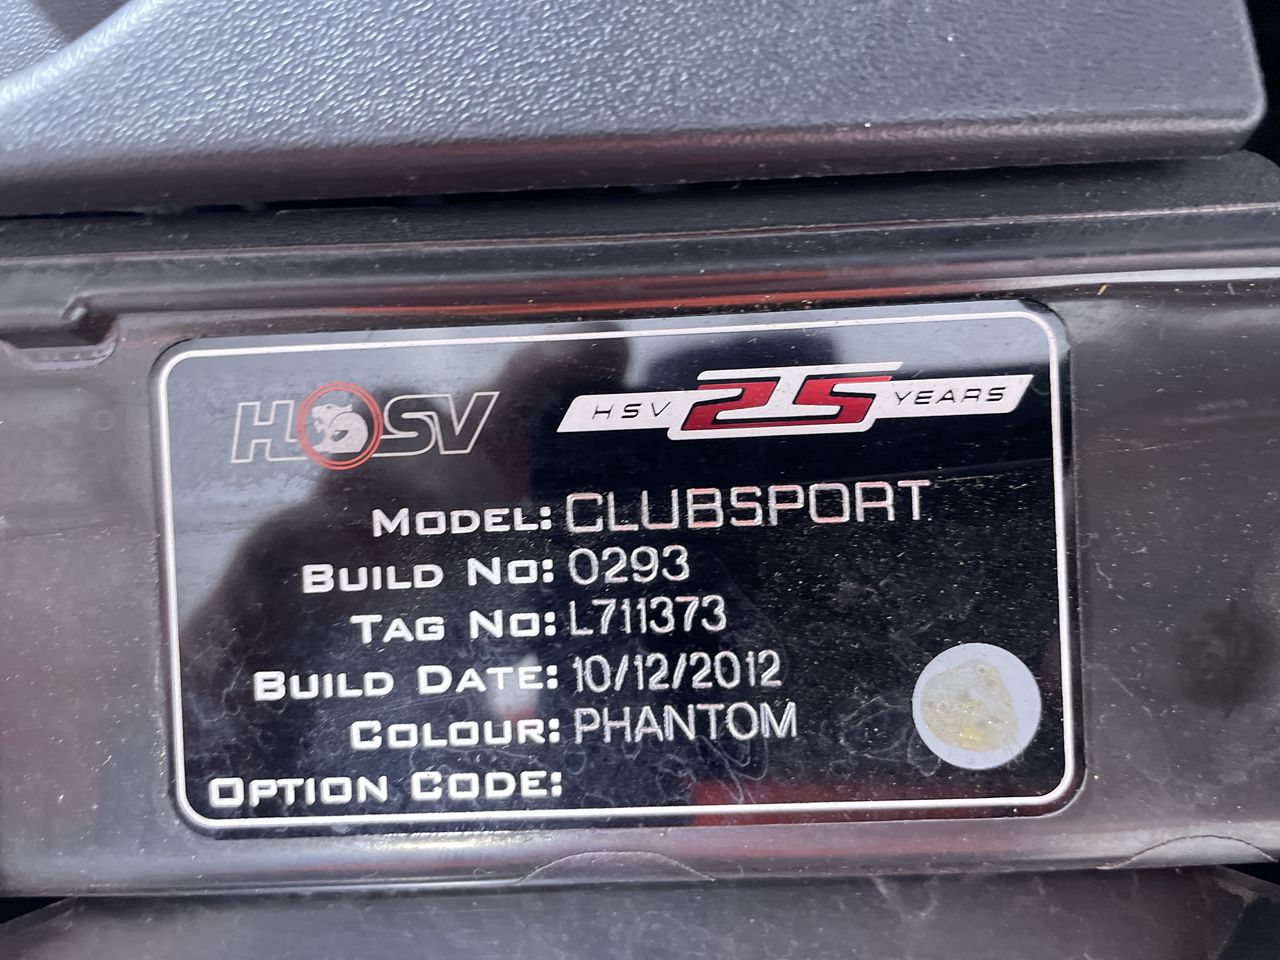 HSV
HSV 25 YEARS
MODEL: CLUBSPORT
BUILD NO: 0293
TAG NO: L711373
BUILD DATE: 10/12/2012
COLOUR: PHANTOM
OPTION CODE: